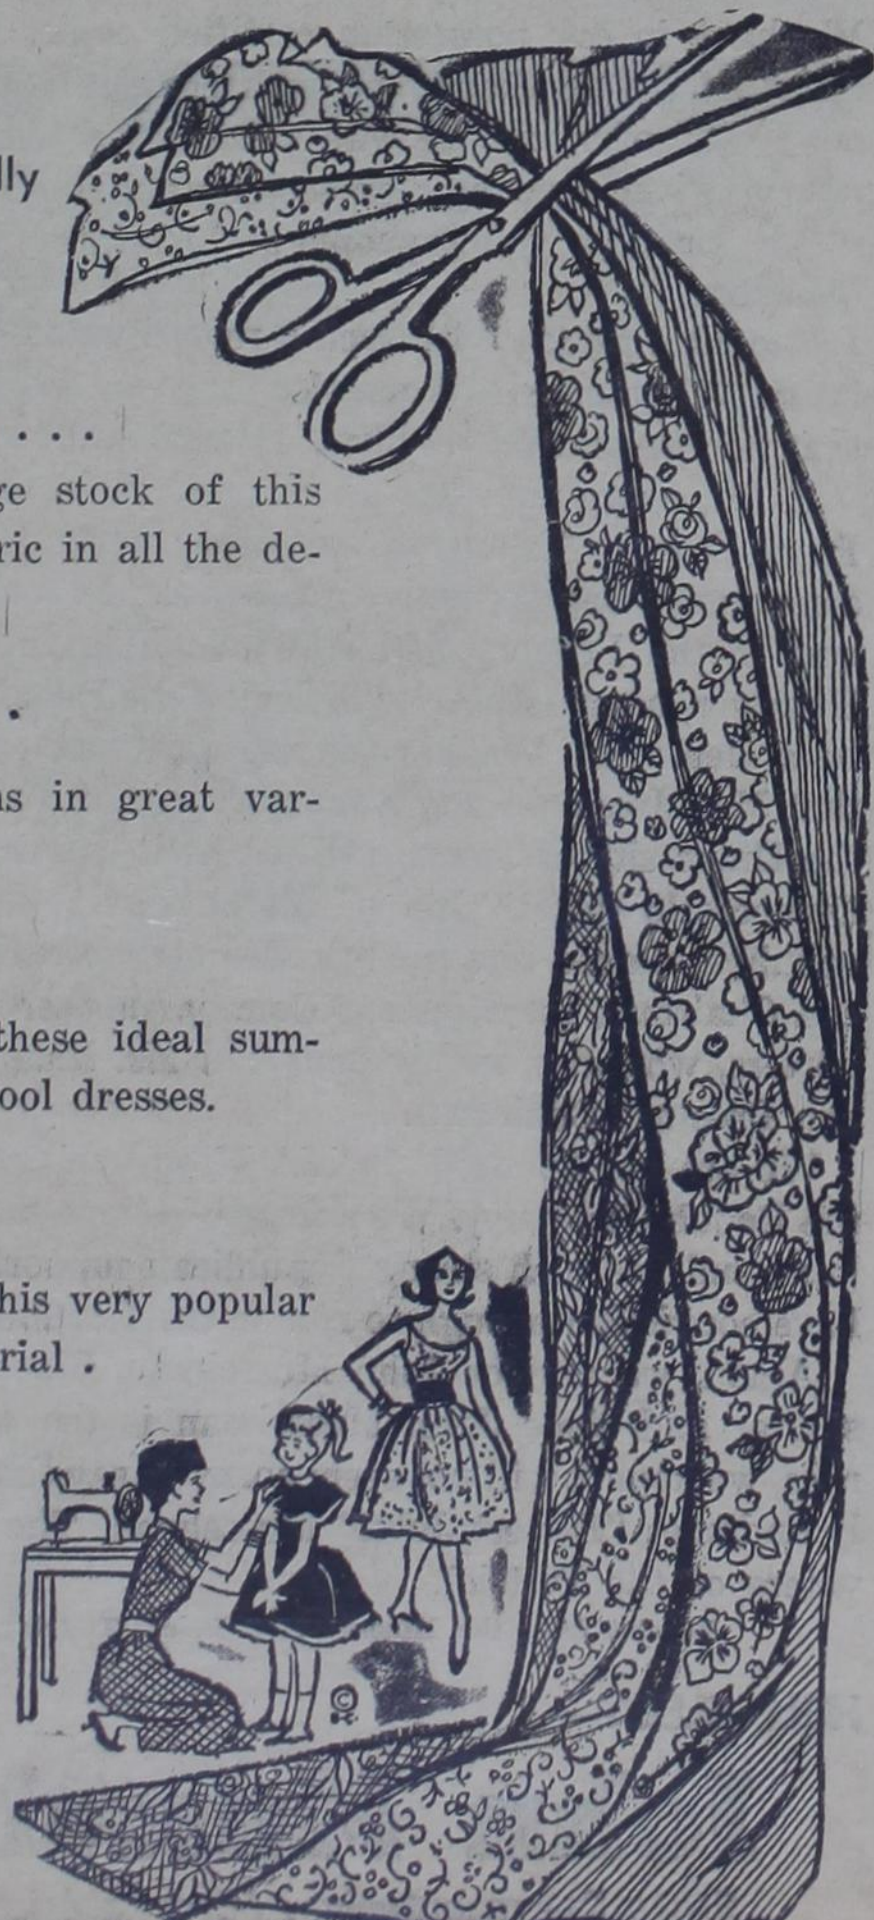 lly
. . .
ge stock of this
ric in all the de-
.
ns in great var-
these ideal sum-
ool dresses.
his very popular
rial .
©